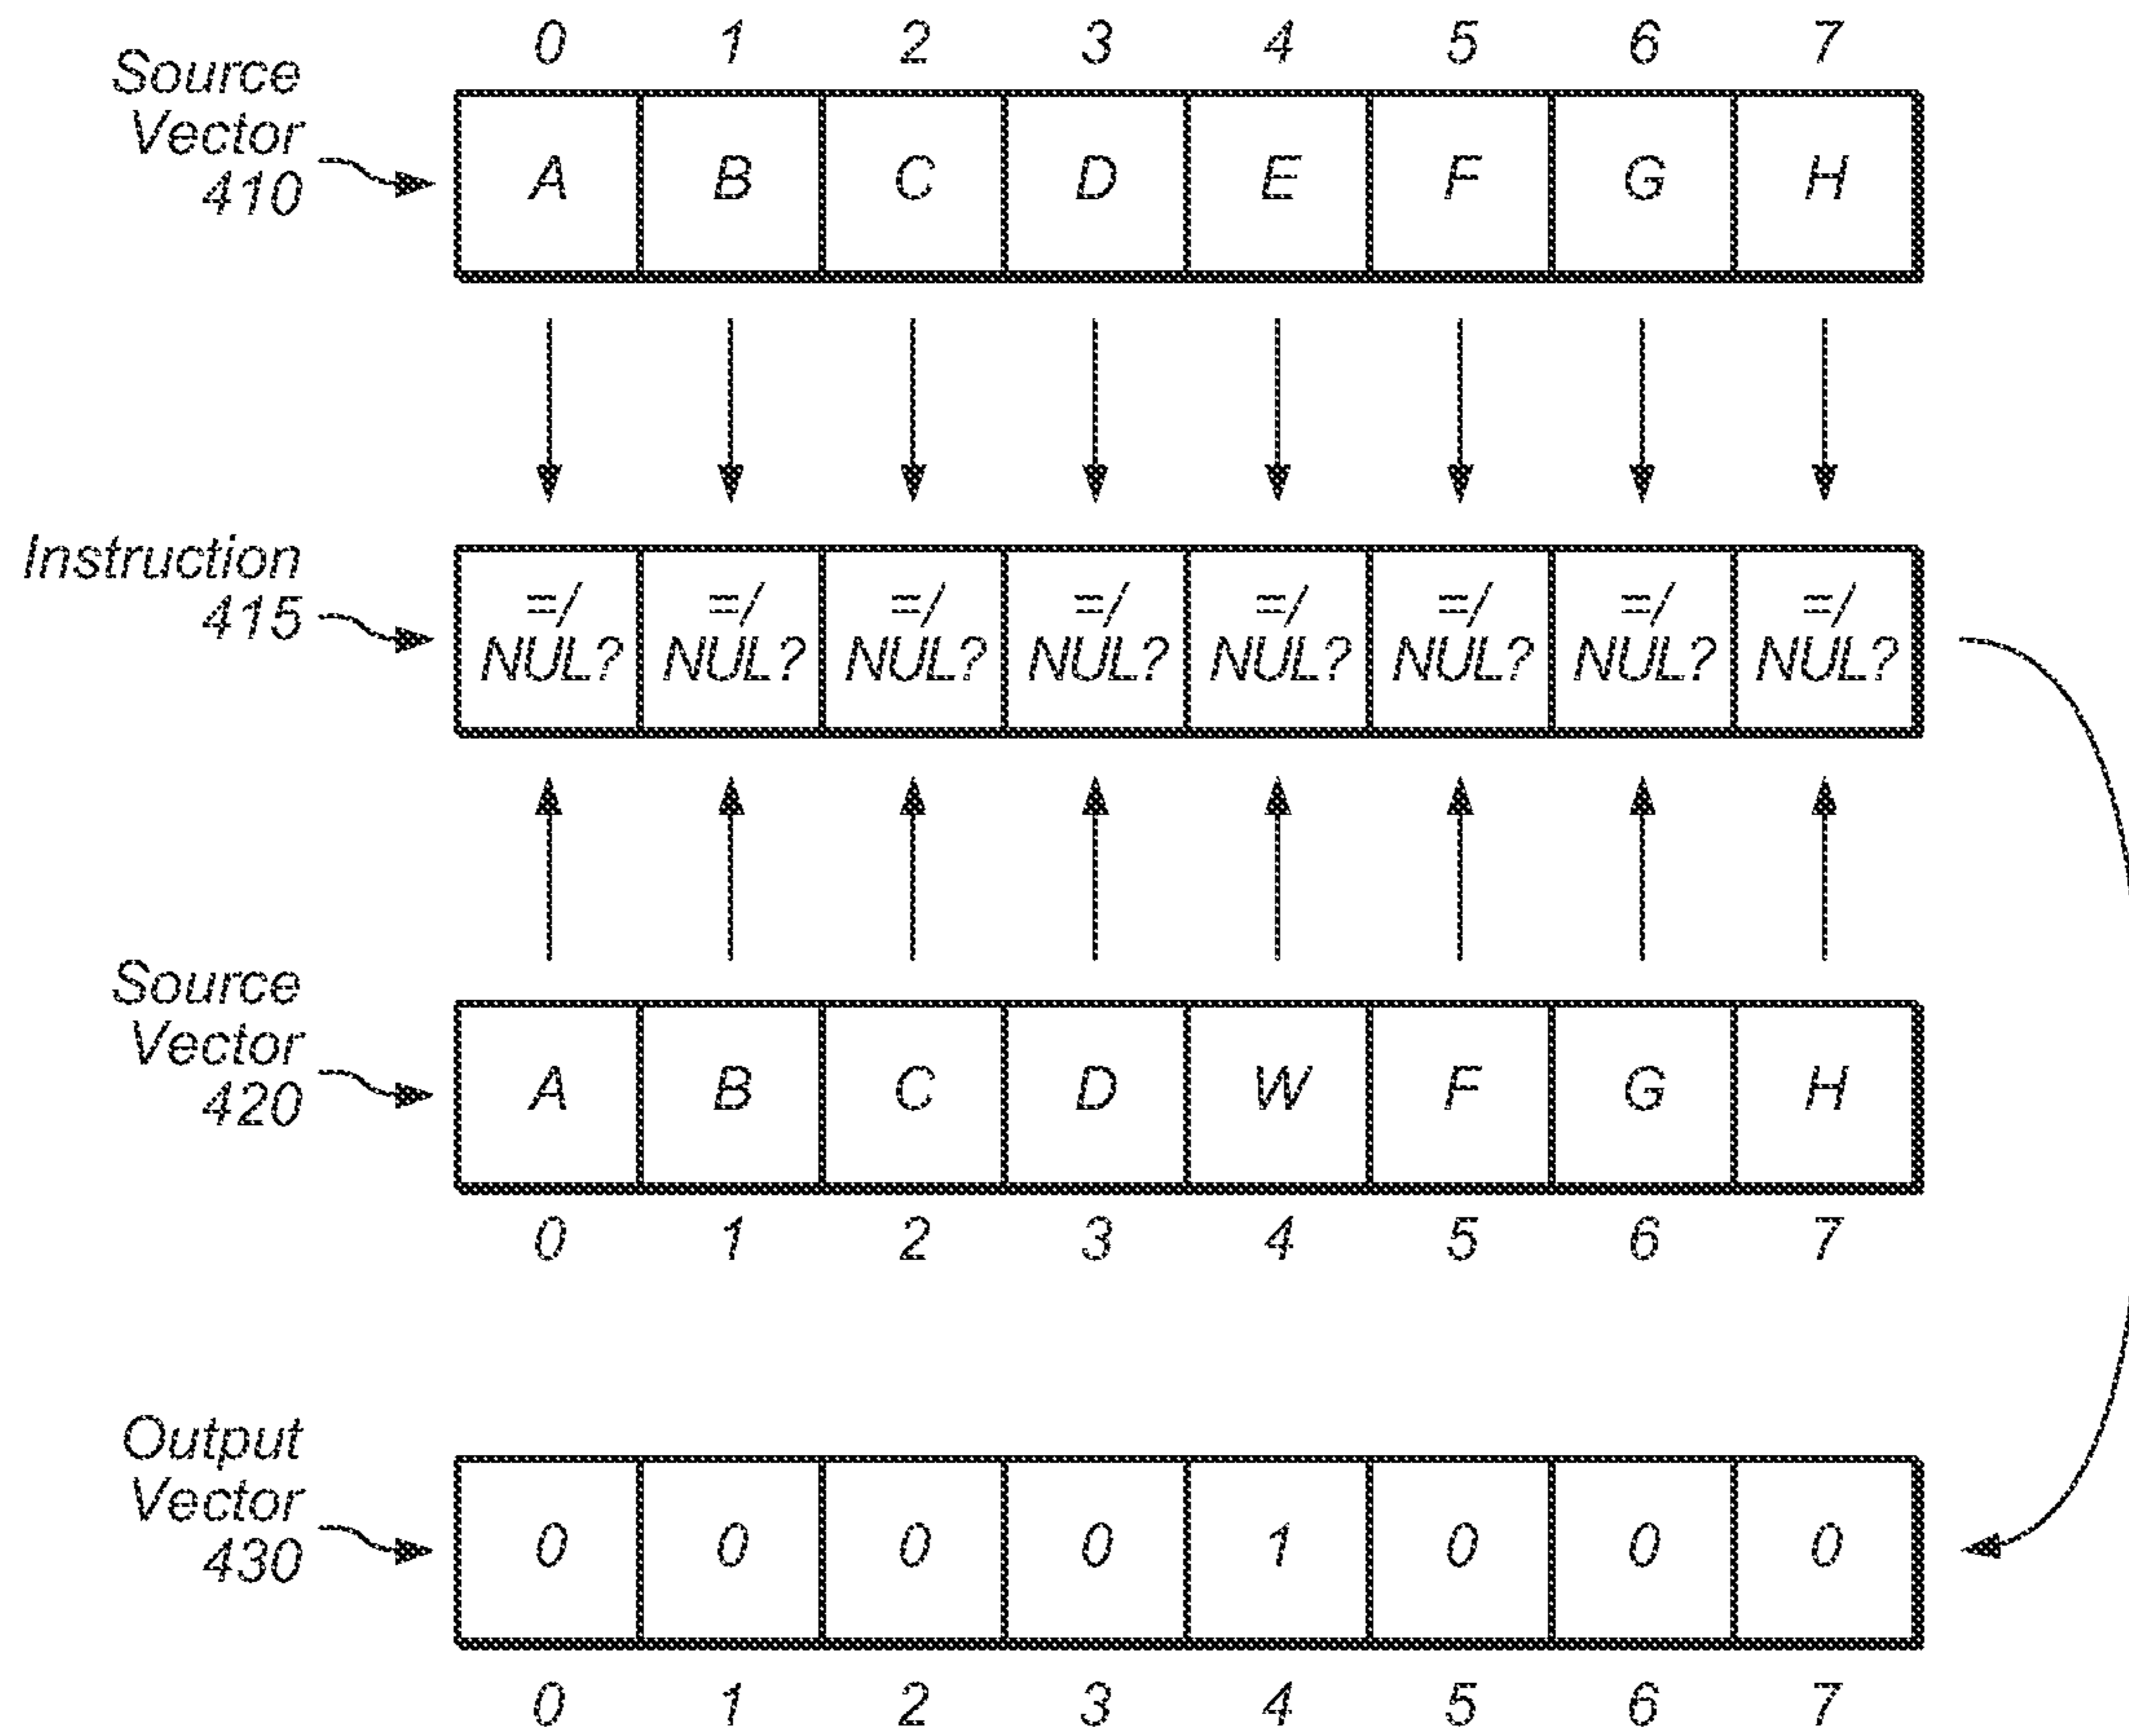 0 1 2 3 4 5 6 7
Source
Vector
410
A B C D E F G H
Instruction
415
=/ =/ =/ =/ =/ =/ =/ =/
NUL? NUL? NUL? NUL? NUL? NUL? NUL? NUL?
Source
Vector
420
A B C D W F G H
0 1 2 3 4 5 6 7
Output
Vector
430
0 0 0 0 1 0 0 0
0 1 2 3 4 5 6 7